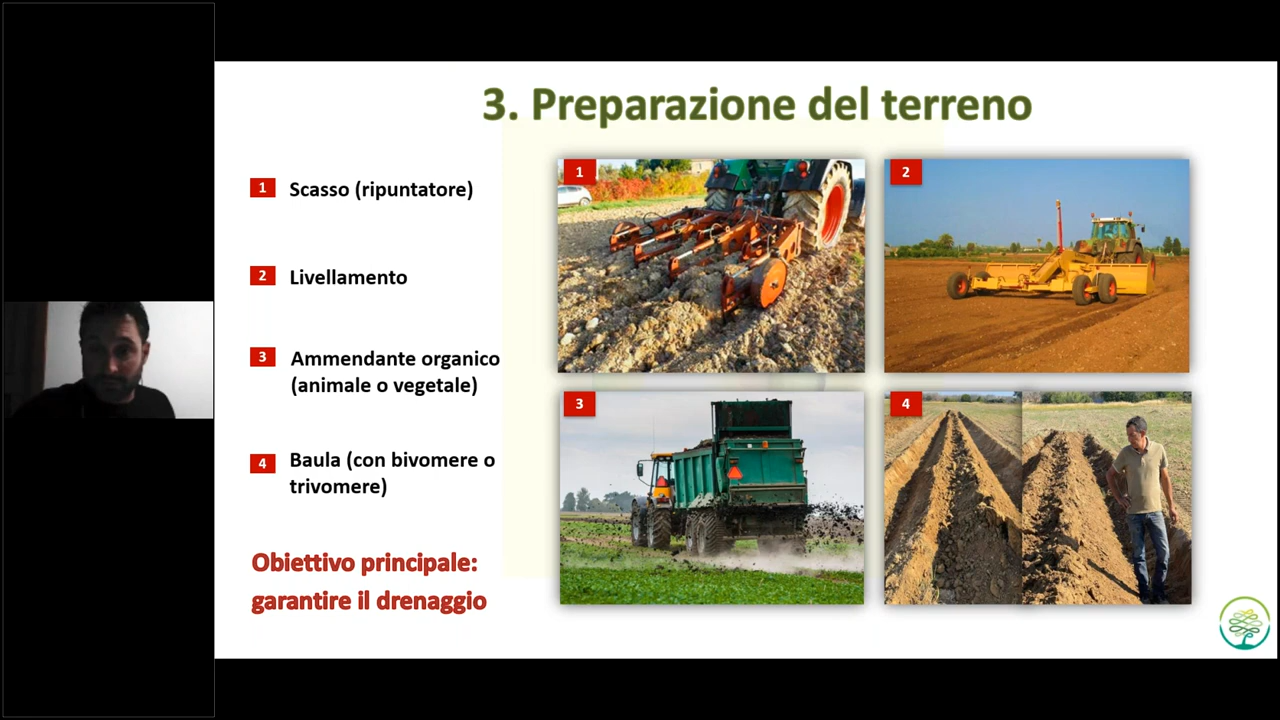 3. Preparazione del terreno
1 Scasso (ripuntatore)
2 Livellamento
3 Ammendante organico
(animale o vegetale)
4 Baula (con bivomere o
trivomere)
Obiettivo principale:
garantire il drenaggio
1
2
3
4